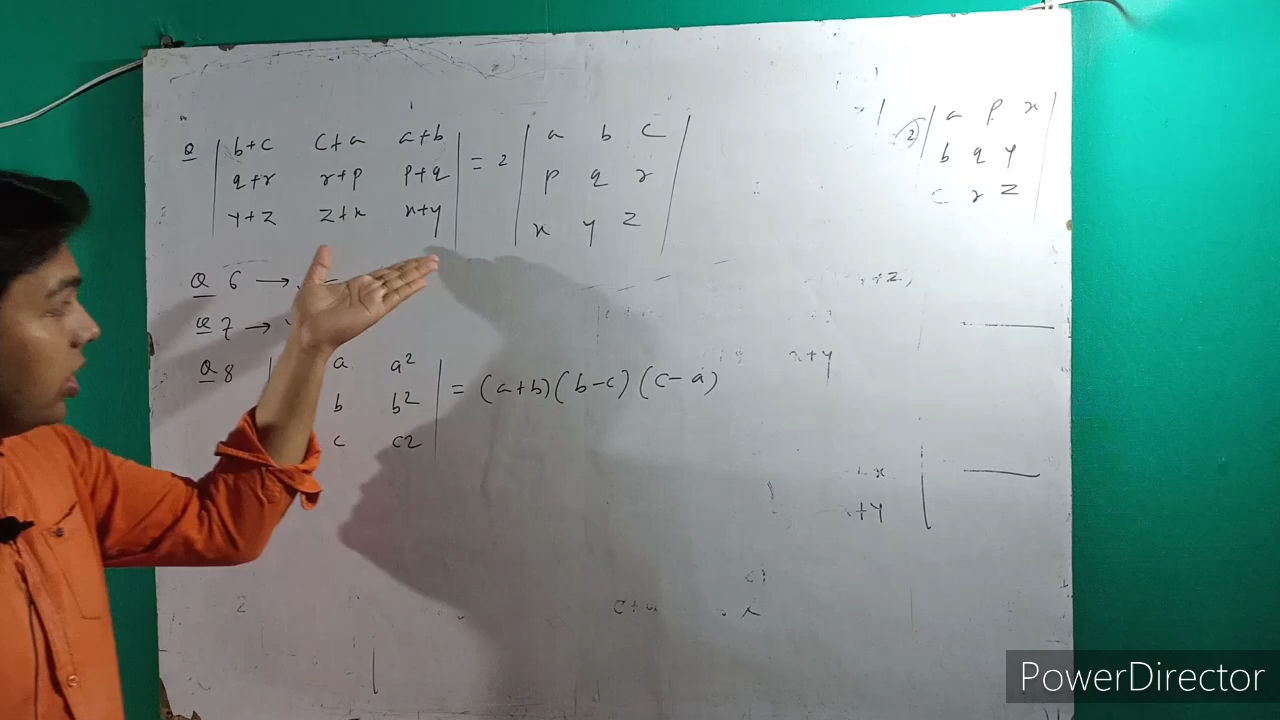 Q | b+c c+a a+b | = 2 | a b c |
| q+r r+p p+q | | p q r |
| y+z z+x x+y | | x y z |
2 | a p x |
| b q y |
| c r z |
Q 6 →
Q 7 →
Q 8 | a a² | = (a+b)(b-c)(c-a)
b b²
c c2
+z
x+y
x
+y
c+a
PowerDirector